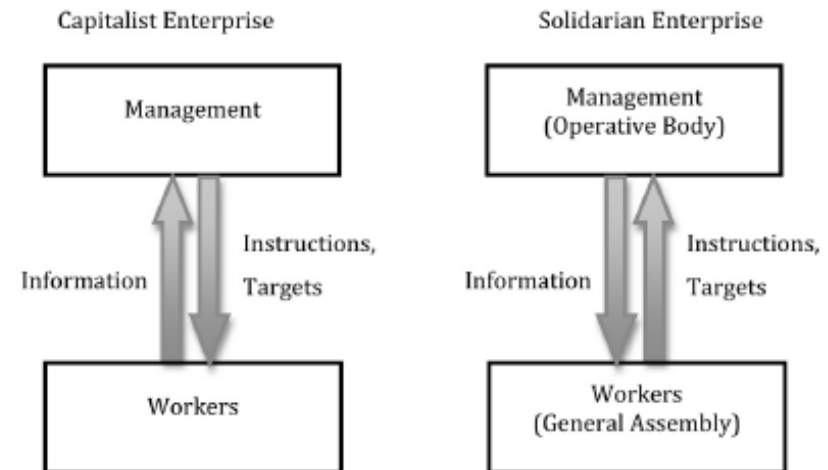 Capitalist Enterprise
Solidarian Enterprise
Management
Management
(Operative Body)
Information
Instructions,
Targets
Information
Instructions,
Targets
Workers
Workers
(General Assembly)